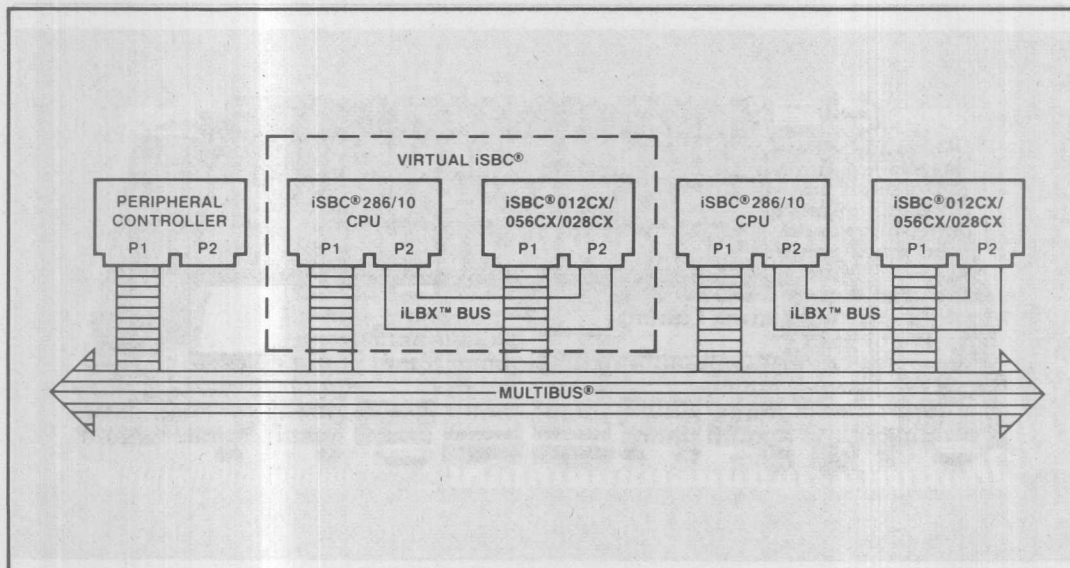 VIRTUAL iSBC®
PERIPHERAL
CONTROLLER
P1 P2
iSBC® 286/10
CPU
P1 P2
iSBC® 012CX/
056CX/028CX
P1 P2
iSBC® 286/10
CPU
P1 P2
iSBC® 012CX/
056CX/028CX
P1 P2
iLBX™ BUS
iLBX™ BUS
MULTIBUS®